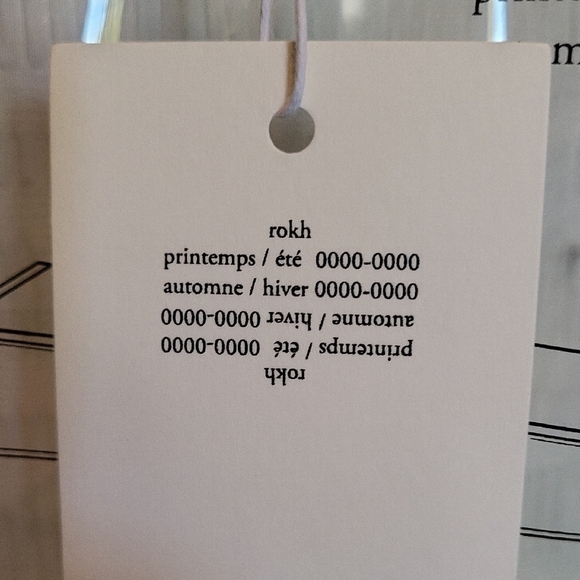 rokh
printemps / été 0000-0000
automne / hiver 0000-0000
automne / hiver 0000-0000
printemps / été 0000-0000
rokh